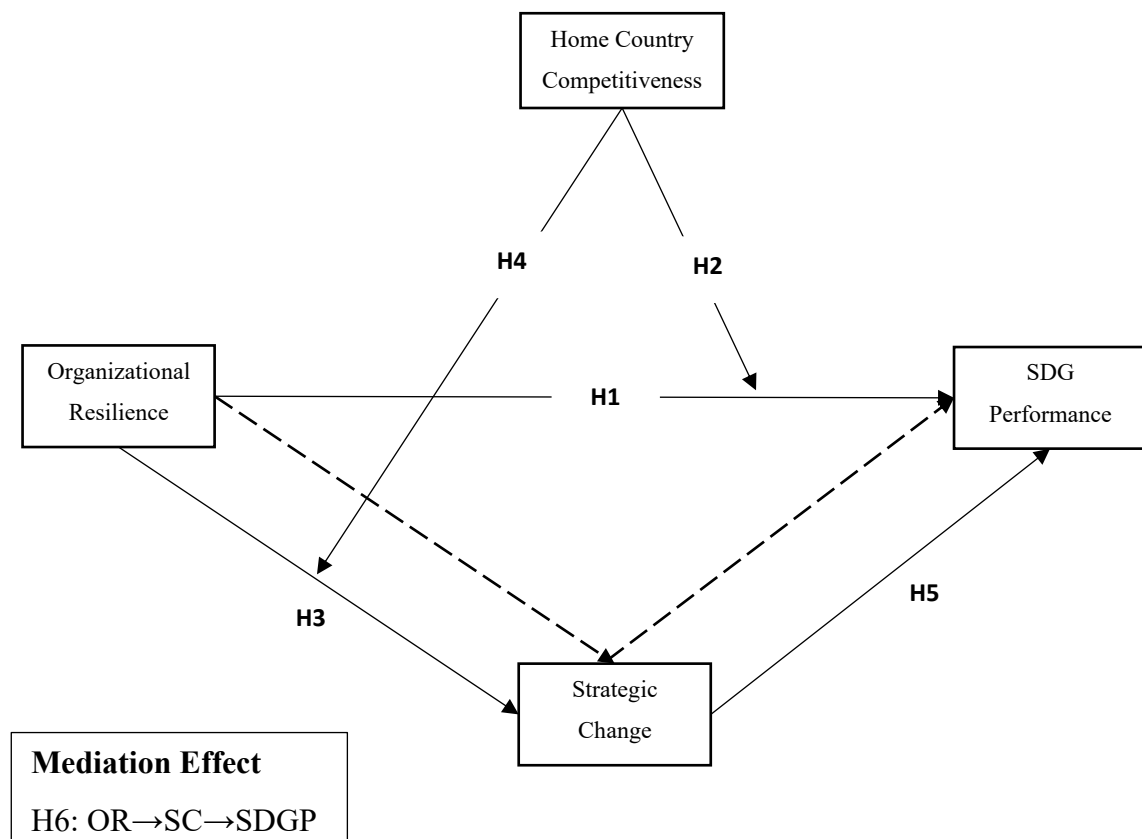 Home Country
Competitiveness
H4
H2
Organizational
Resilience
H1
SDG
Performance
H3
H5
Strategic
Change
Mediation Effect
H6: OR→SC→SDGP